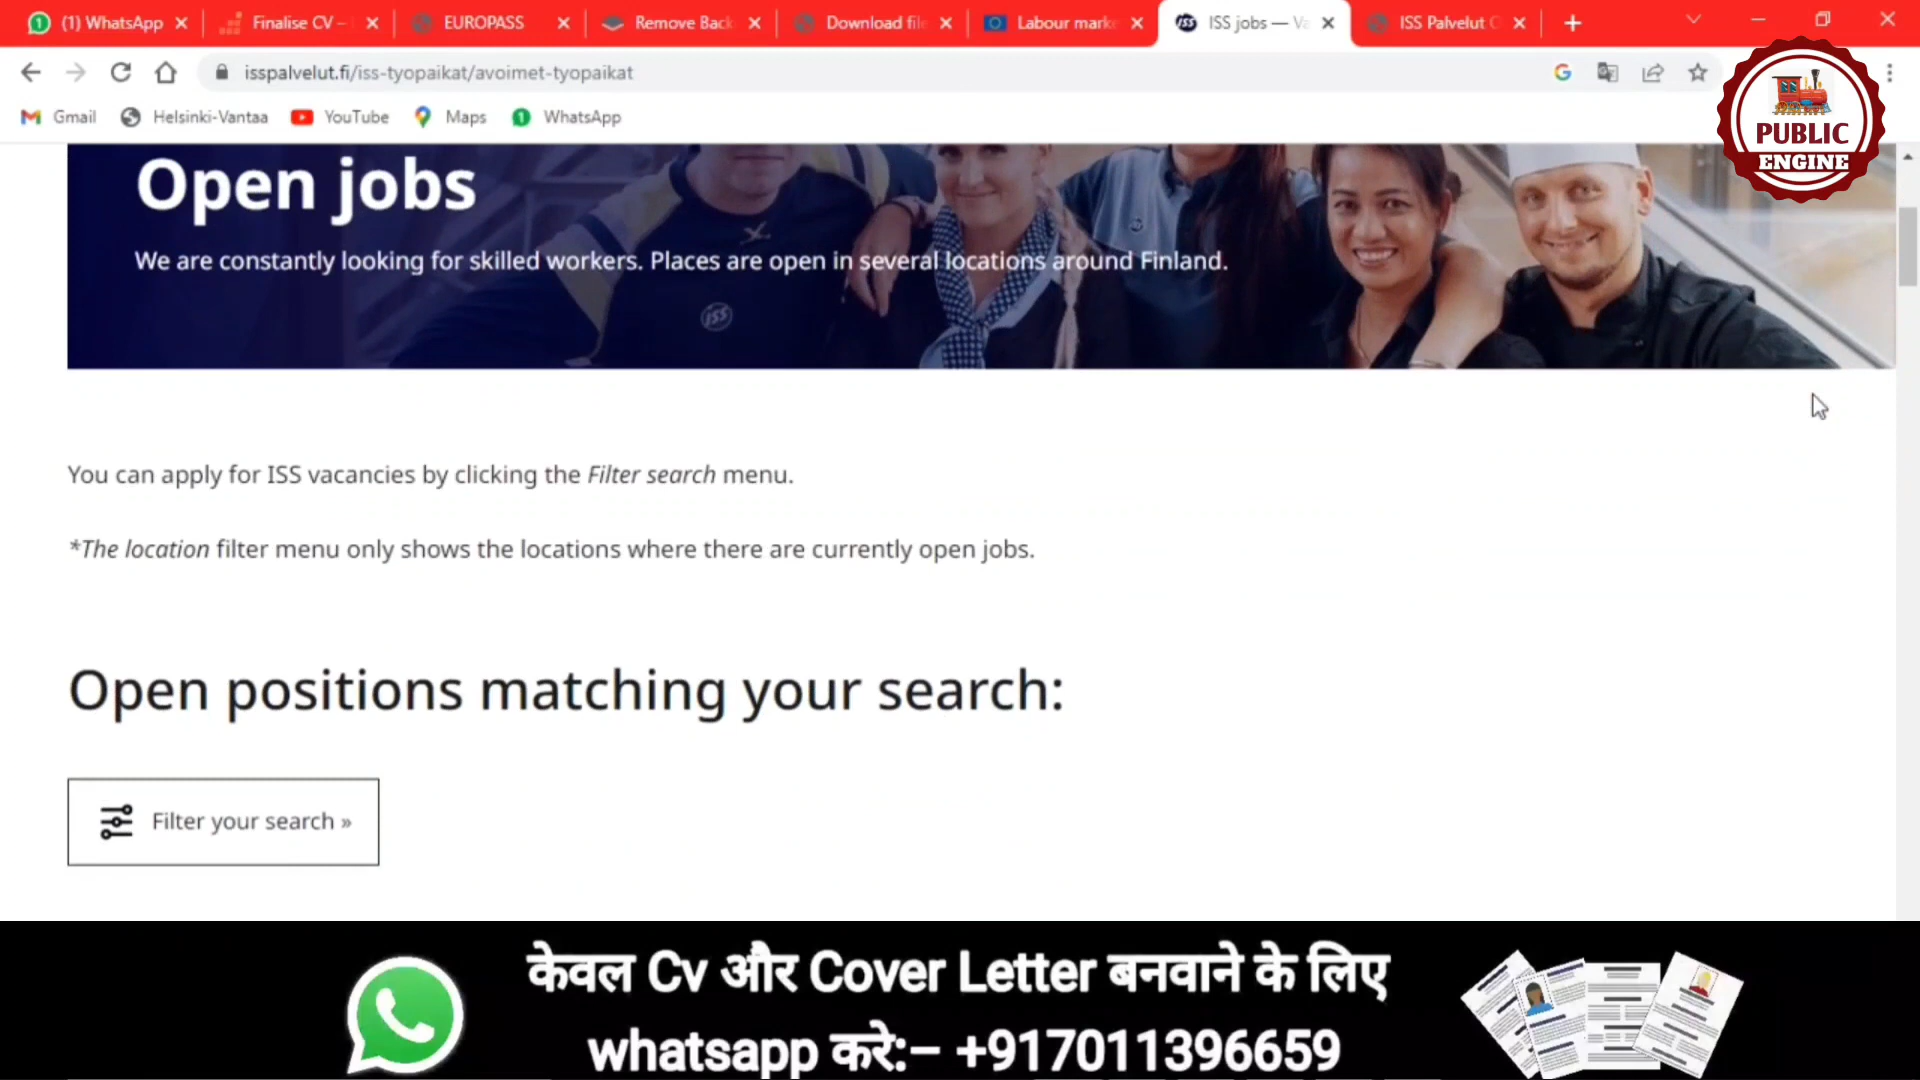 (1) WhatsApp
Finalise CV –
EUROPASS
Remove Back
Download file
Labour marke
ISS jobs — Va
ISS Palvelut O
isspalvelut.fi/iss-tyopaikat/avoimet-tyopaikat
Gmail
Helsinki-Vantaa
YouTube
Maps
WhatsApp
PUBLIC
ENGINE
Open jobs
We are constantly looking for skilled workers. Places are open in several locations around Finland.
iss
You can apply for ISS vacancies by clicking the Filter search menu.
*The location filter menu only shows the locations where there are currently open jobs.
Open positions matching your search:
Filter your search »
केवल Cv और Cover Letter बनवाने के लिए
whatsapp करे:– +917011396659